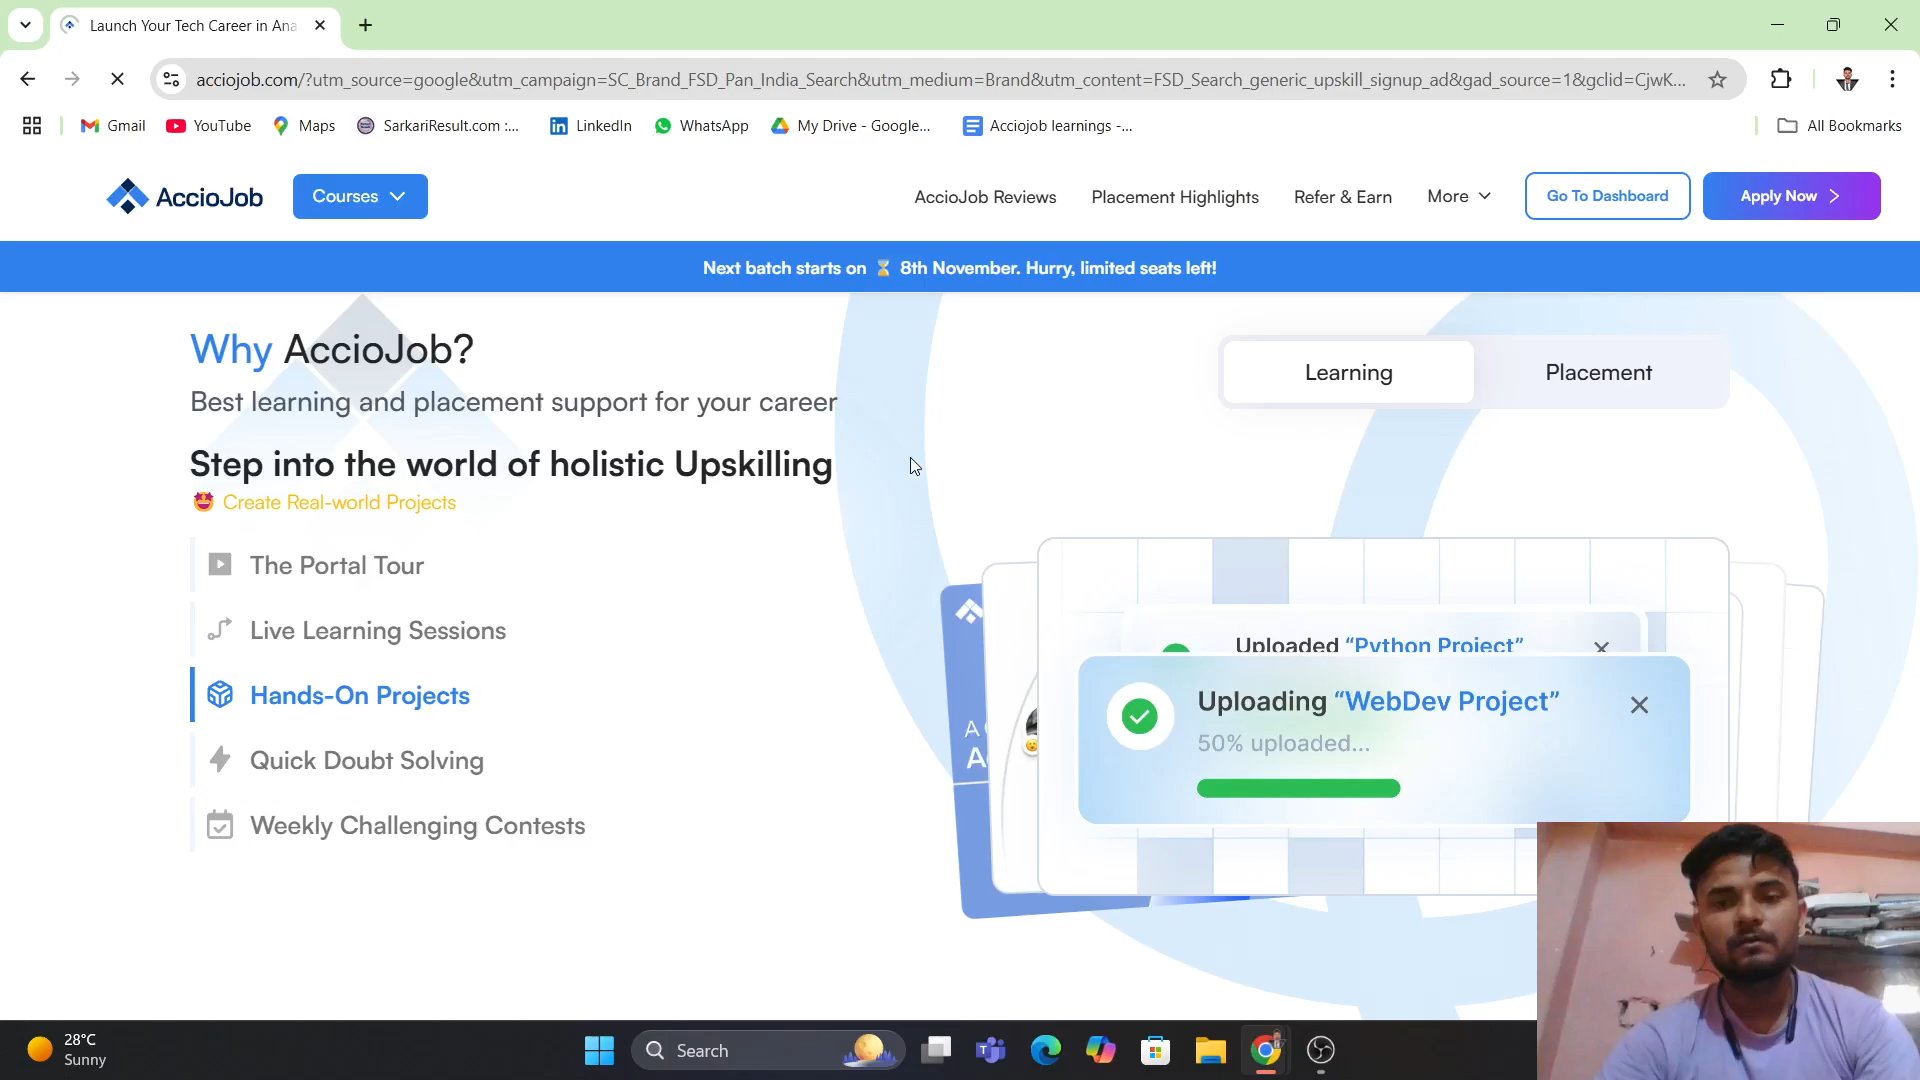 Launch Your Tech Career in Ana
acciojob.com/?utm_source=google&utm_campaign=SC_Brand_FSD_Pan_India_Search&utm_medium=Brand&utm_content=FSD_Search_generic_upskill_signup_ad&gad_source=1&gclid=CjwK...
Gmail
YouTube
Maps
SarkariResult.com :...
LinkedIn
WhatsApp
My Drive - Google...
Acciojob learnings -...
All Bookmarks
AccioJob
Courses
AccioJob Reviews
Placement Highlights
Refer & Earn
More
Go To Dashboard
Apply Now
Next batch starts on ⏳ 8th November. Hurry, limited seats left!
Why AccioJob?
Best learning and placement support for your career
Step into the world of holistic Upskilling
🤩 Create Real-world Projects
The Portal Tour
Live Learning Sessions
Hands-On Projects
Quick Doubt Solving
Weekly Challenging Contests
Learning
Placement
Uploaded “Python Project”
Uploading “WebDev Project”
50% uploaded...
28°C
Sunny
Search